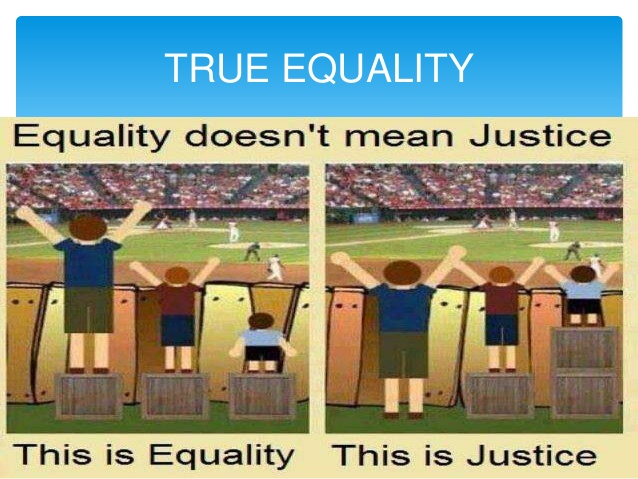 TRUE EQUALITY
Equality doesn't mean Justice
This is Equality
This is Justice